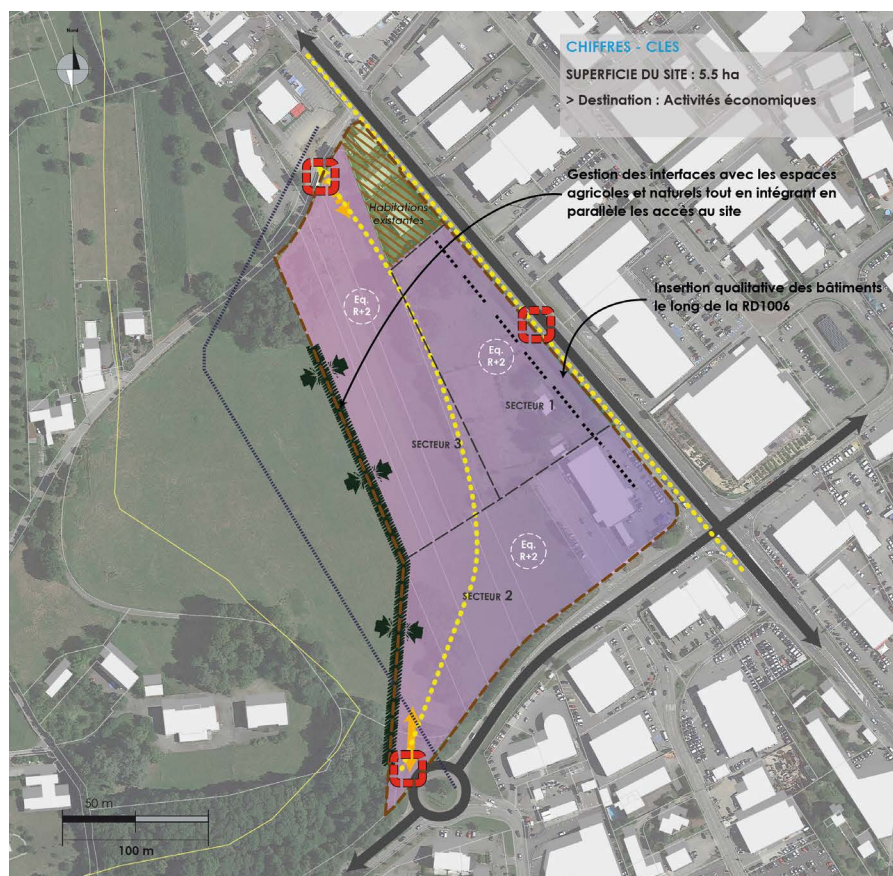 Nord
CHIFFRES - CLES
SUPERFICIE DU SITE : 5.5 ha
> Destination : Activités économiques
Gestion des interfaces avec les espaces
agricoles et naturels tout en intégrant en
parallèle les accès au site
Habitations
existantes
Insertion qualitative des bâtiments
le long de la RD1006
Eq.
R+2
Eq.
R+2
SECTEUR 1
SECTEUR 3
Eq.
R+2
SECTEUR 2
50 m
100 m